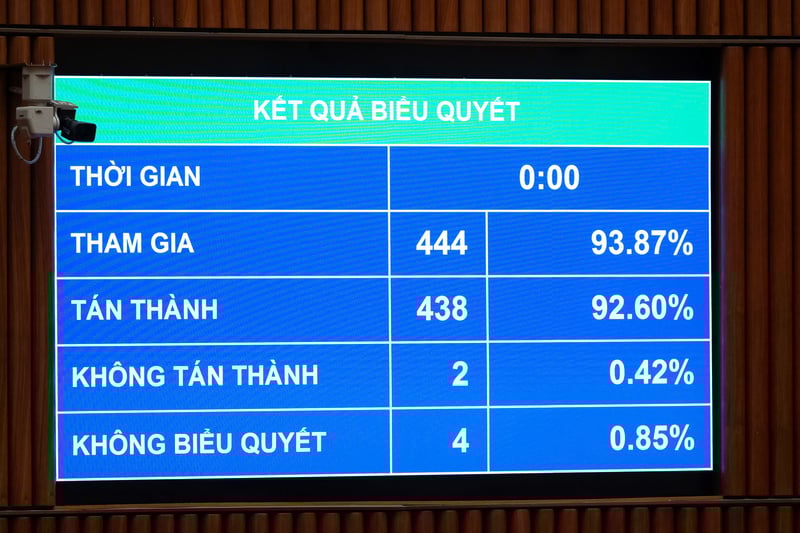 KẾT QUẢ BIỂU QUYẾT
THỜI GIAN 0:00
THAM GIA 444 93.87%
TÁN THÀNH 438 92.60%
KHÔNG TÁN THÀNH 2 0.42%
KHÔNG BIỂU QUYẾT 4 0.85%